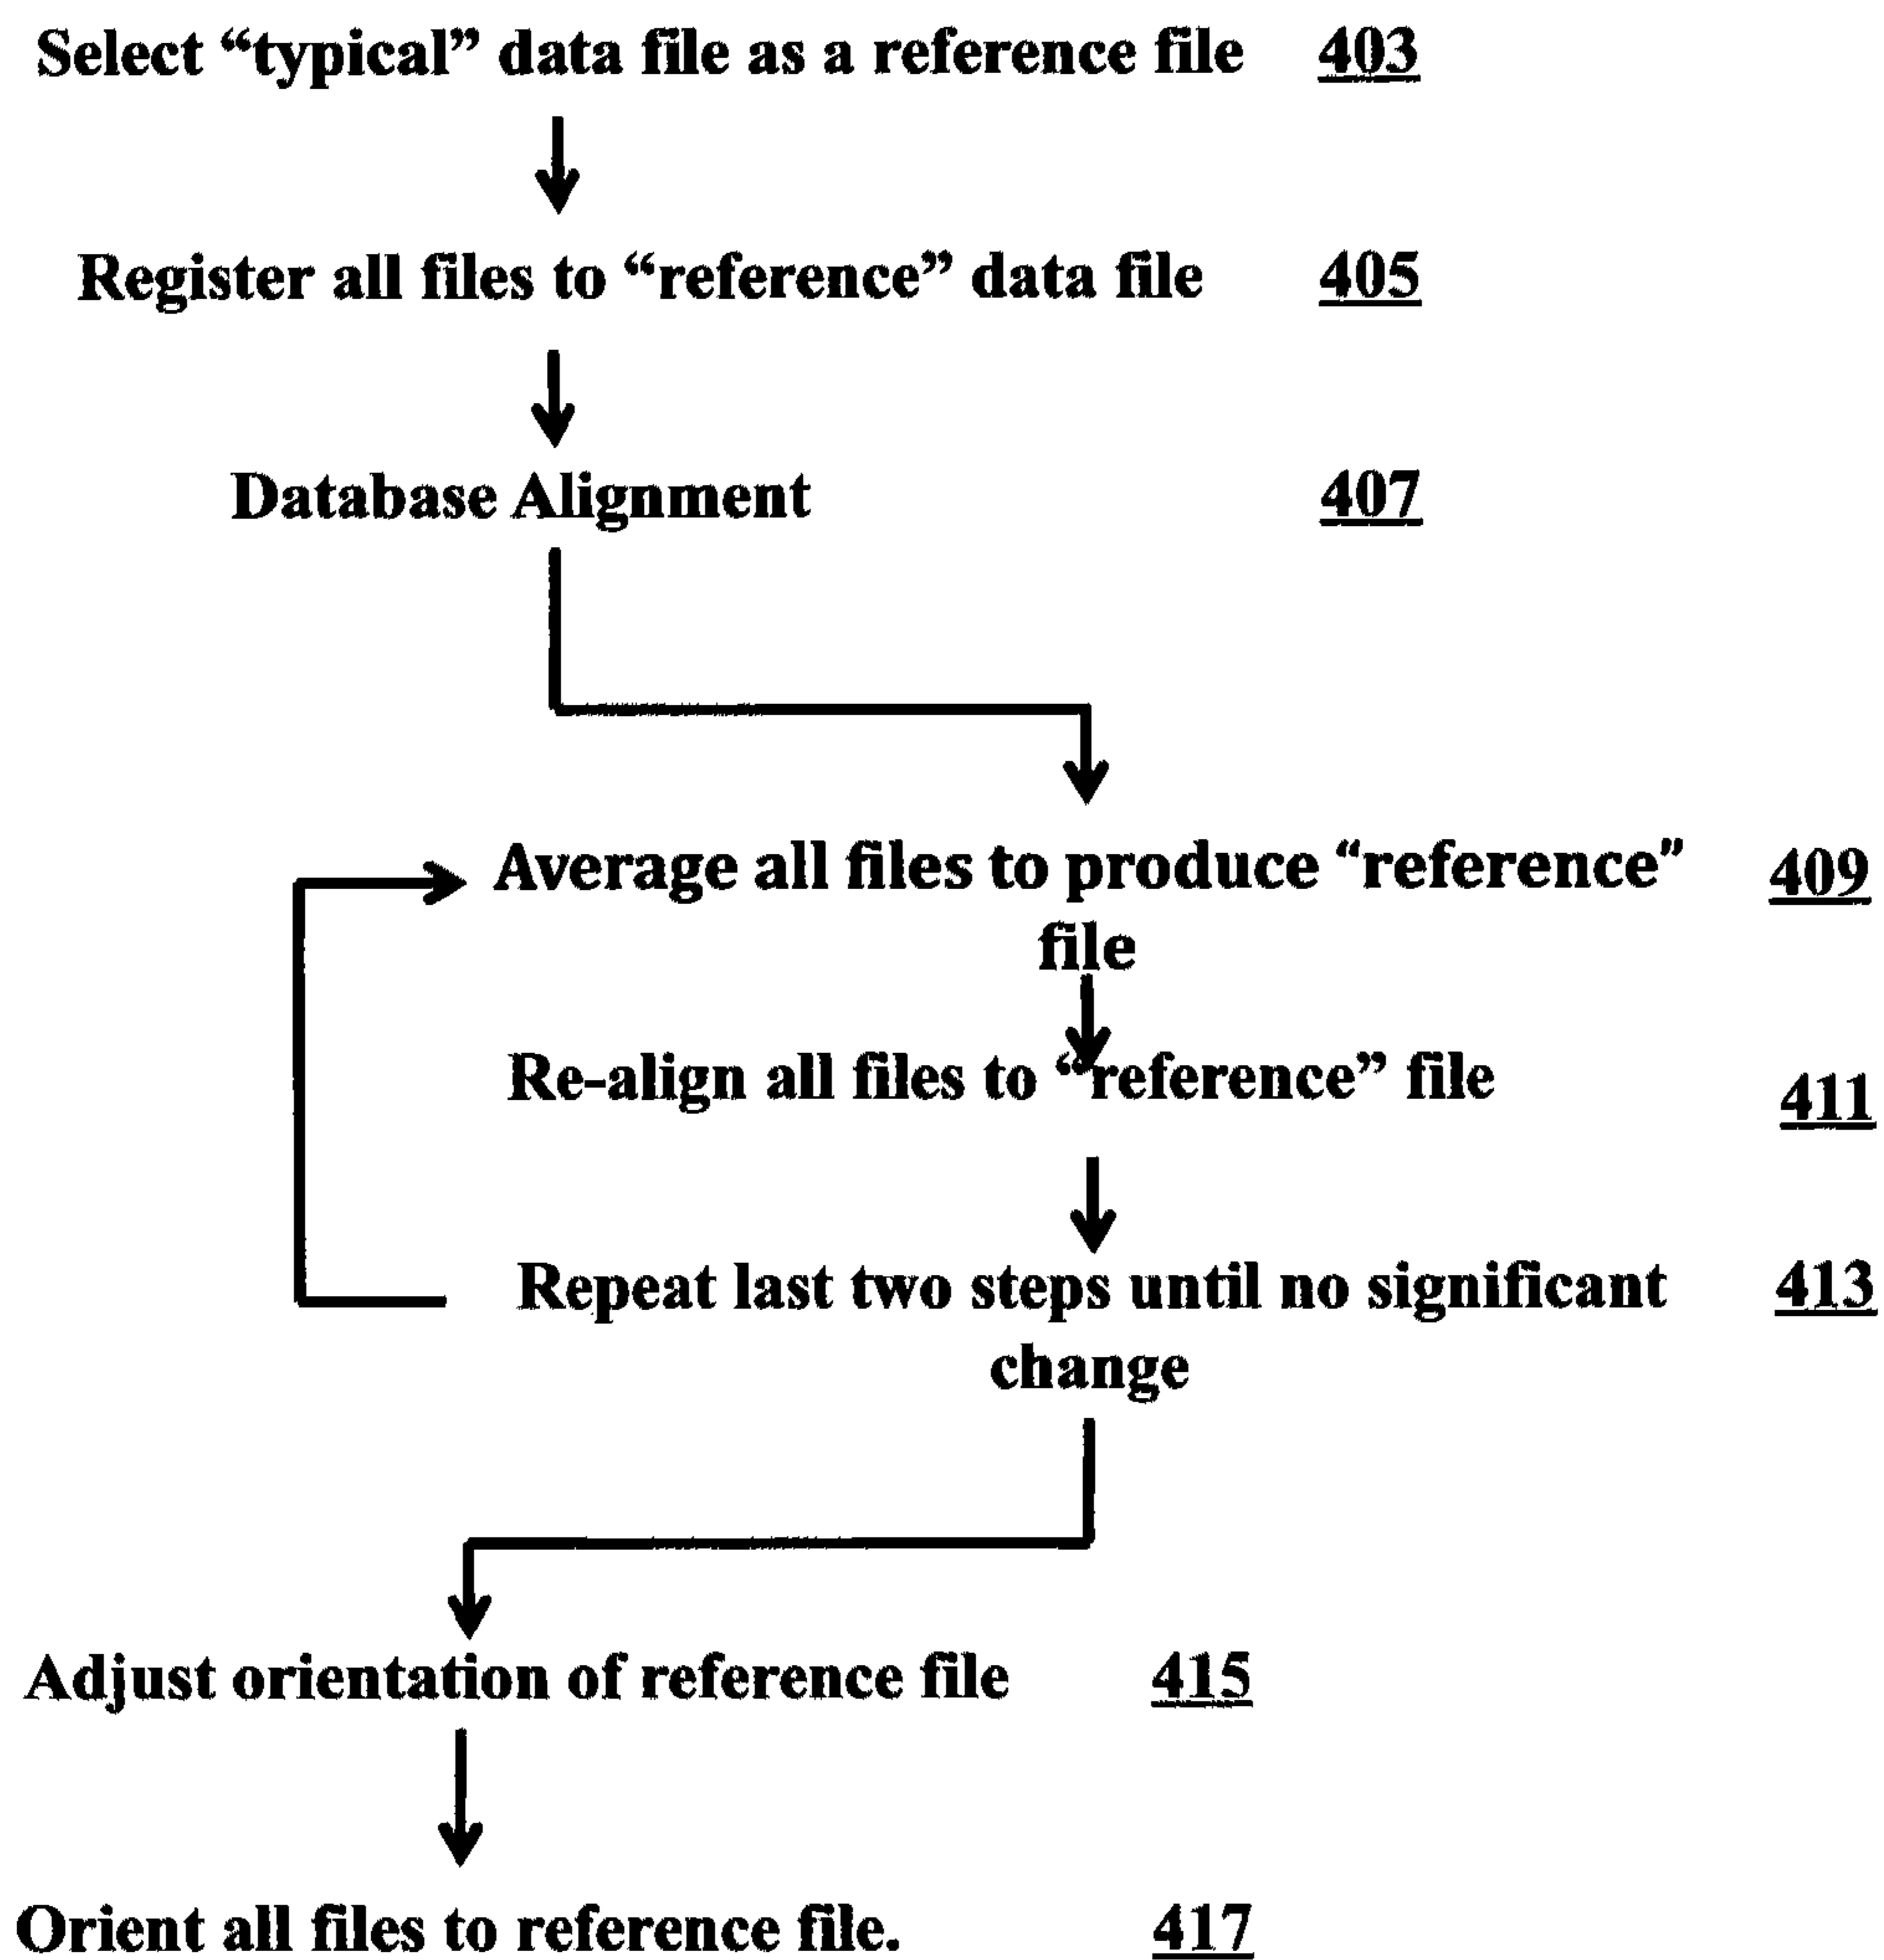 Select “typical” data file as a reference file 403
Register all files to “reference” data file 405
Database Alignment 407
Average all files to produce “reference” 409
file
Re-align all files to “reference” file 411
Repeat last two steps until no significant 413
change
Adjust orientation of reference file 415
Orient all files to reference file. 417